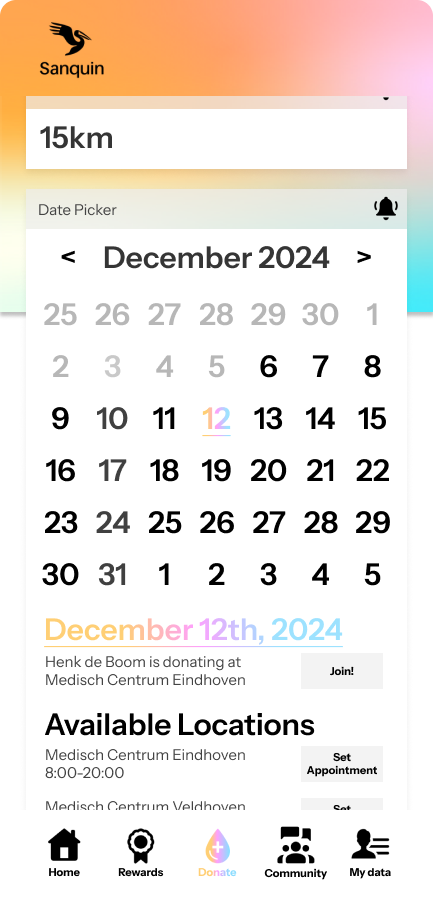 Sanquin
15km
Date Picker
< December 2024 >
25 26 27 28 29 30 1
2 3 4 5 6 7 8
9 10 11 12 13 14 15
16 17 18 19 20 21 22
23 24 25 26 27 28 29
30 31 1 2 3 4 5
December 12th, 2024
Henk de Boom is donating at
Medisch Centrum Eindhoven
Join!
Available Locations
Medisch Centrum Eindhoven
8:00-20:00
Set
Appointment
Medisch Centrum Veldhoven
Set
Home Rewards Donate Community My data